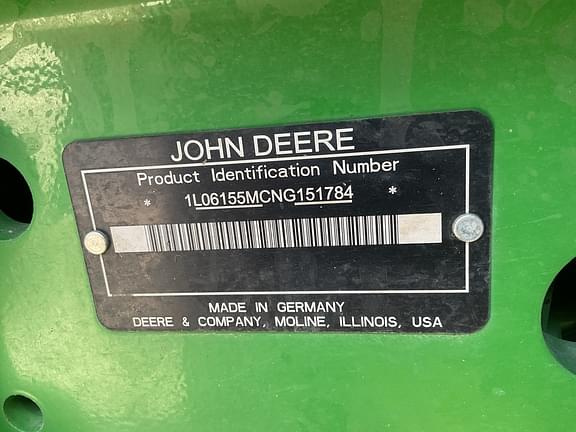 JOHN DEERE
Product Identification Number
* 1L06155MCNG151784 *
MADE IN GERMANY
DEERE & COMPANY, MOLINE, ILLINOIS, USA